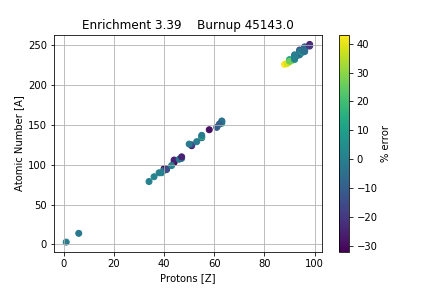 Enrichment 3.39 Burnup 45143.0
250
200
150
100
50
0
Atomic Number [A]
0 20 40 60 80 100
Protons [Z]
40
30
20
10
0
−10
−20
−30
% error